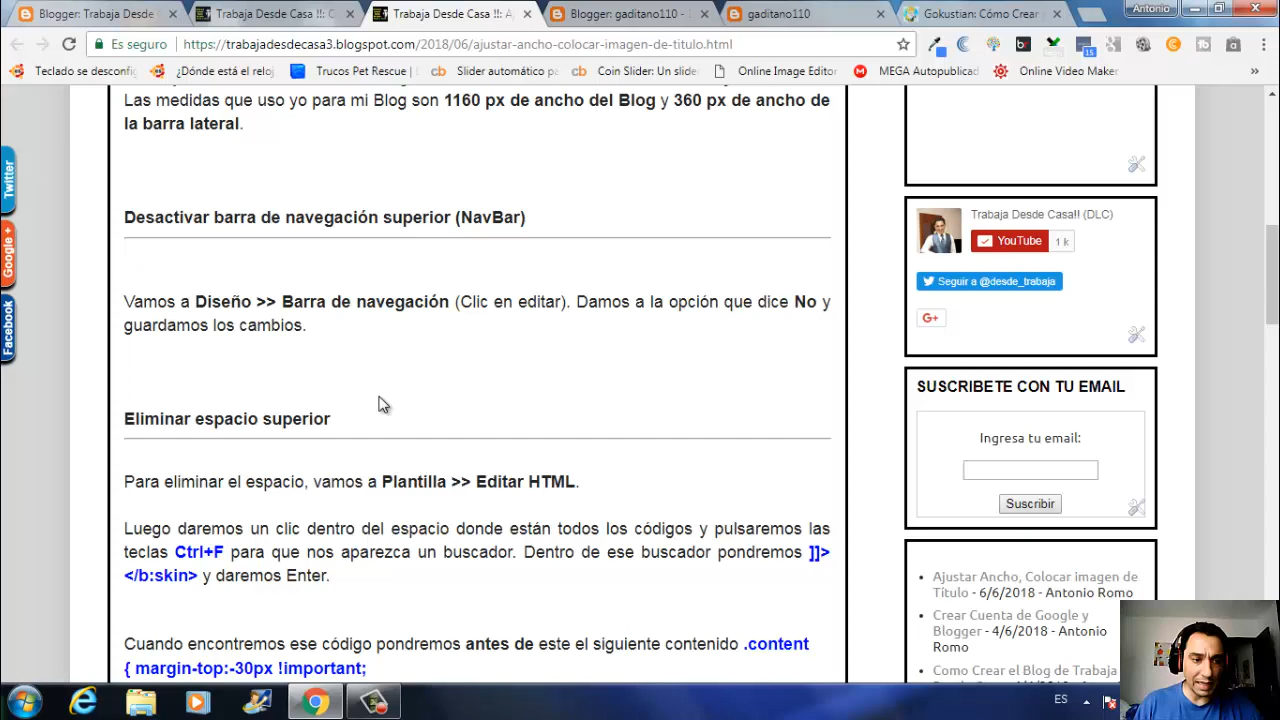 Blogger: Trabaja Desde
Trabaja Desde Casa !!: C
Trabaja Desde Casa !!: A
Blogger: gaditano110 -
gaditano110
Gokustian: Cómo Crear
Antonio
Es seguro
https://trabajadesdecasa3.blogspot.com/2018/06/ajustar-ancho-colocar-imagen-de-titulo.html
15
Teclado se desconfig
¿Dónde está el reloj
Trucos Pet Rescue |
Slider automático pa
Coin Slider: Un slide
Online Image Editor
MEGA Autopublicad
Online Video Maker
Las medidas que uso yo para mi Blog son 1160 px de ancho del Blog y 360 px de ancho de
la barra lateral.
Desactivar barra de navegación superior (NavBar)
Vamos a Diseño >> Barra de navegación (Clic en editar). Damos a la opción que dice No y
guardamos los cambios.
Eliminar espacio superior
Para eliminar el espacio, vamos a Plantilla >> Editar HTML.
Luego daremos un clic dentro del espacio donde están todos los códigos y pulsaremos las
teclas Ctrl+F para que nos aparezca un buscador. Dentro de ese buscador pondremos ]]>
</b:skin> y daremos Enter.
Cuando encontremos ese código pondremos antes de este el siguiente contenido .content
{ margin-top:-30px !important;
Twitter
Google +
Facebook
Trabaja Desde Casa!! (DLC)
YouTube 1 k
Seguir a @desde_trabaja
G+
SUSCRIBETE CON TU EMAIL
Ingresa tu email:
Suscribir
Ajustar Ancho, Colocar imagen de
Título - 6/6/2018 - Antonio Romo
Crear Cuenta de Google y
Blogger - 4/6/2018 - Antonio
Romo
Como Crear el Blog de Trabaja
ES